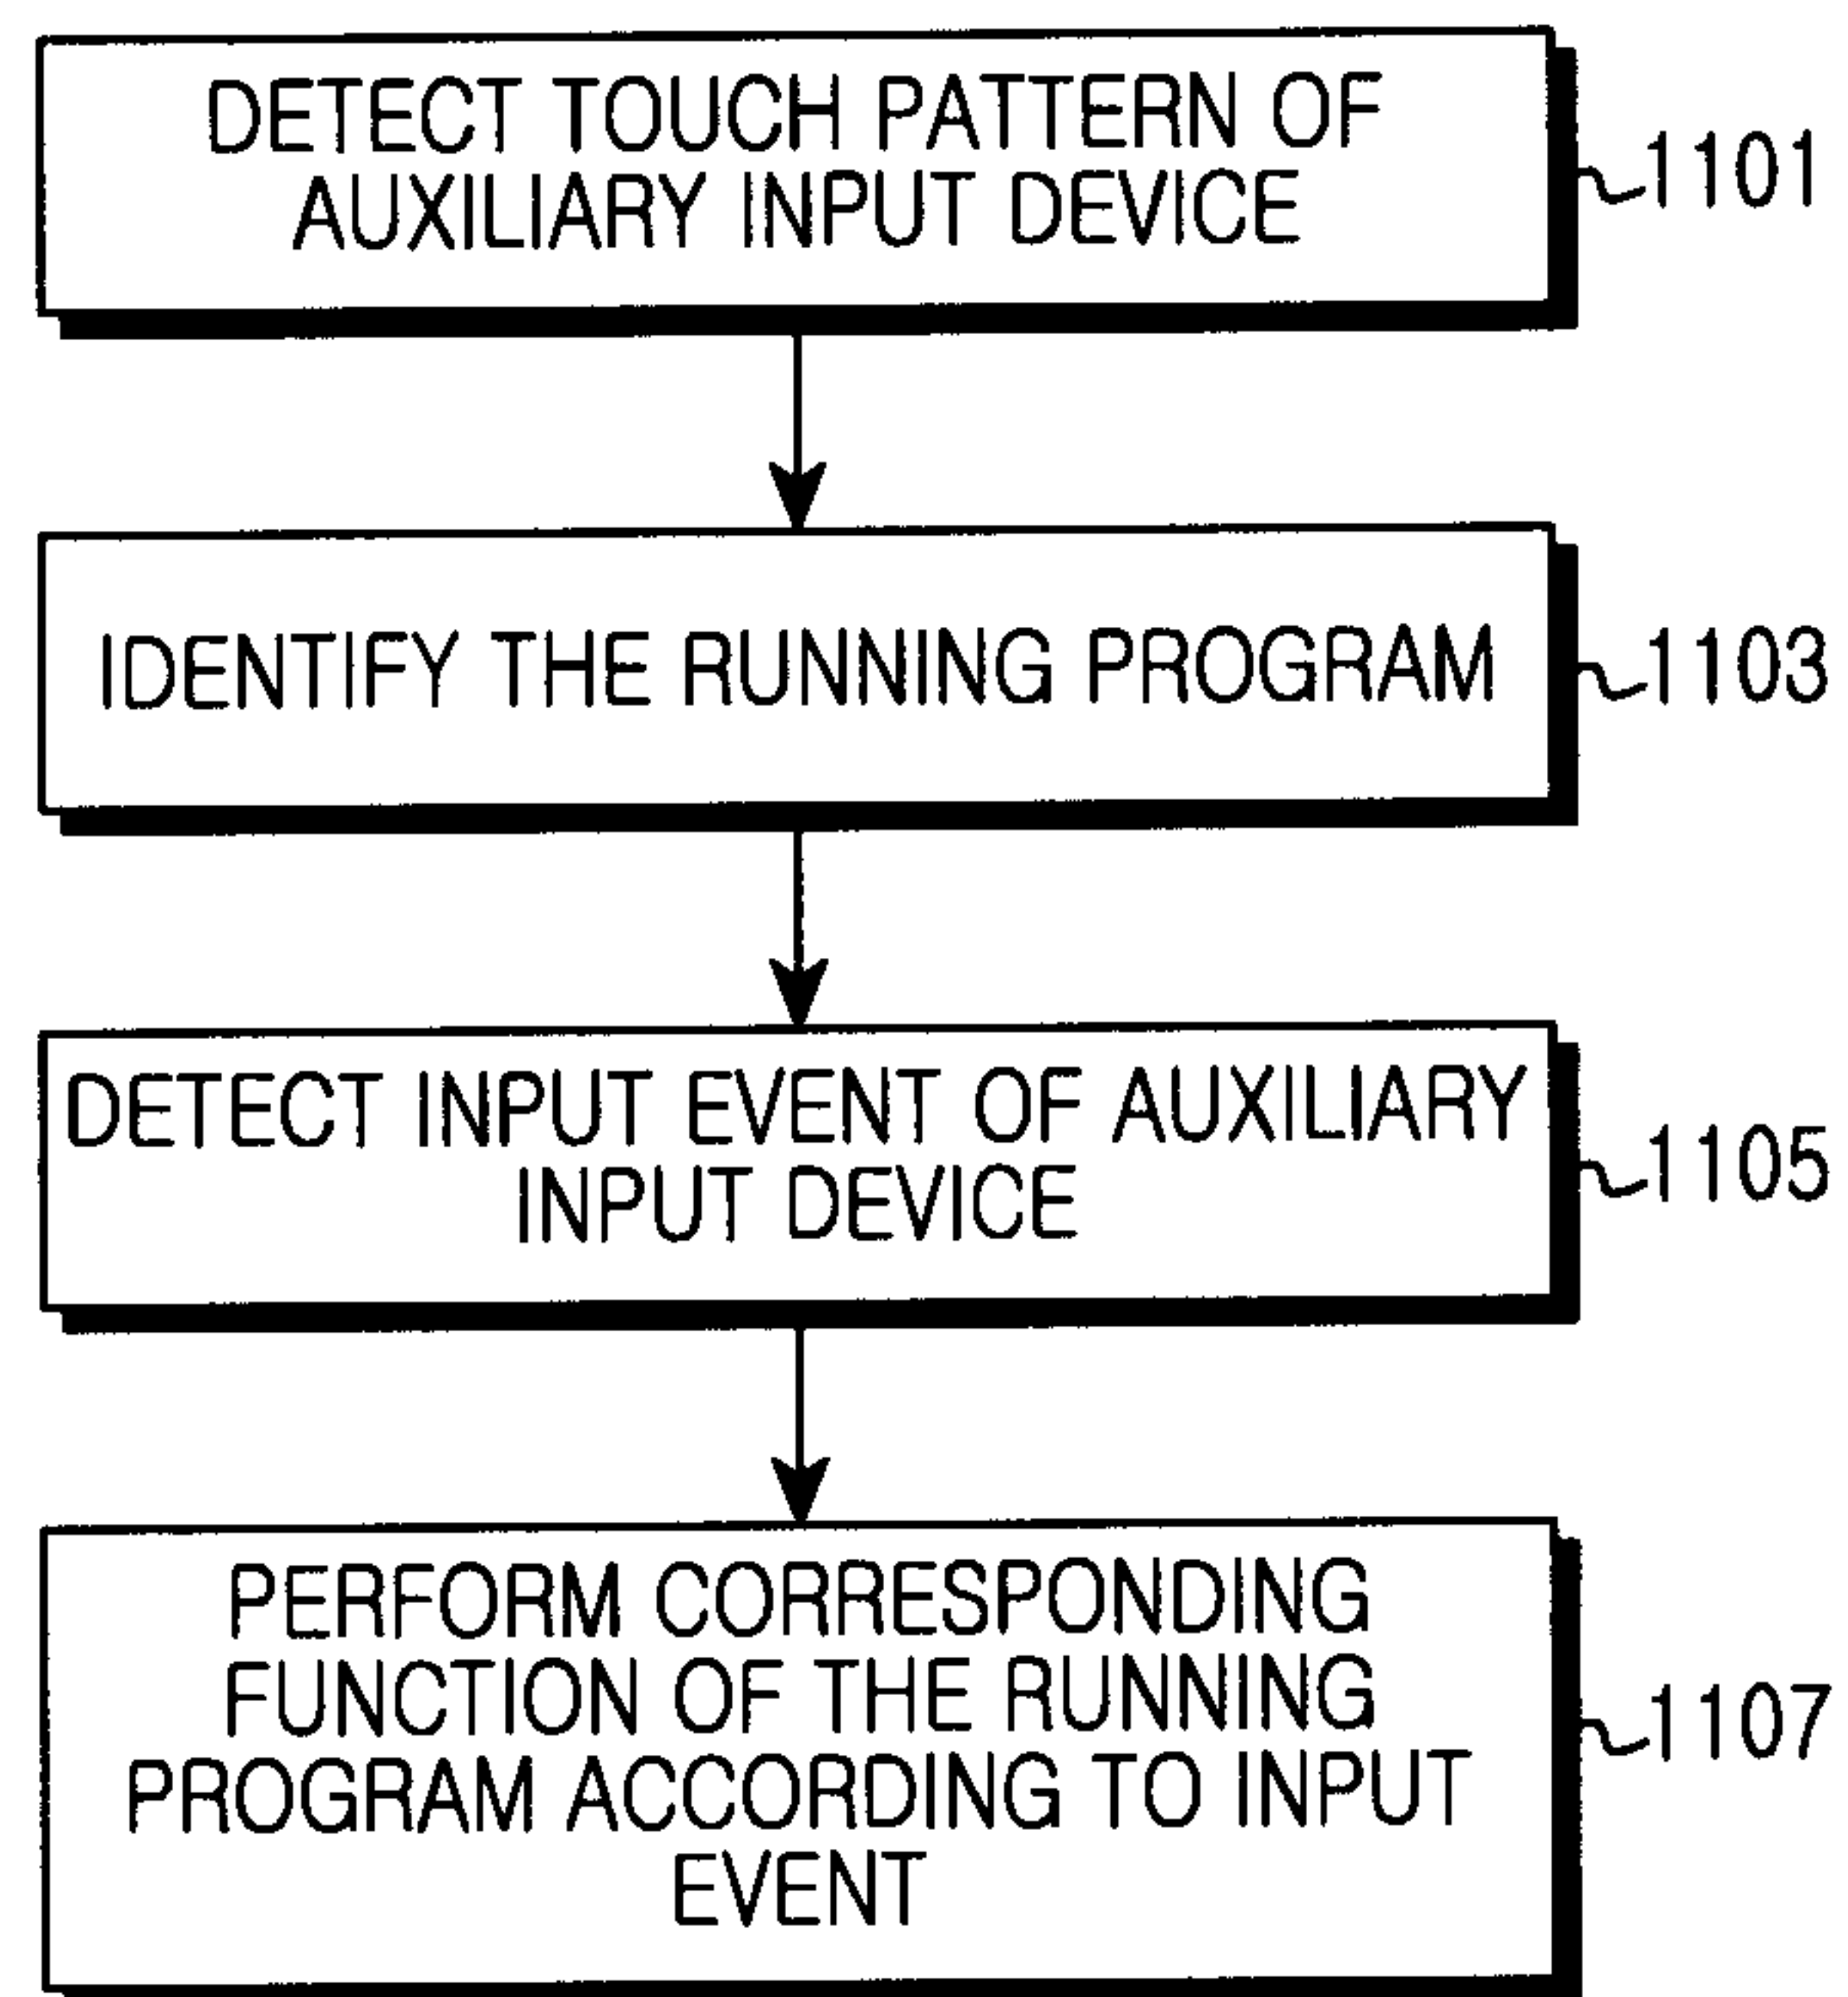 DETECT TOUCH PATTERN OF
AUXILIARY INPUT DEVICE
1101
IDENTIFY THE RUNNING PROGRAM
1103
DETECT INPUT EVENT OF AUXILIARY
INPUT DEVICE
1105
PERFORM CORRESPONDING
FUNCTION OF THE RUNNING
PROGRAM ACCORDING TO INPUT
EVENT
1107